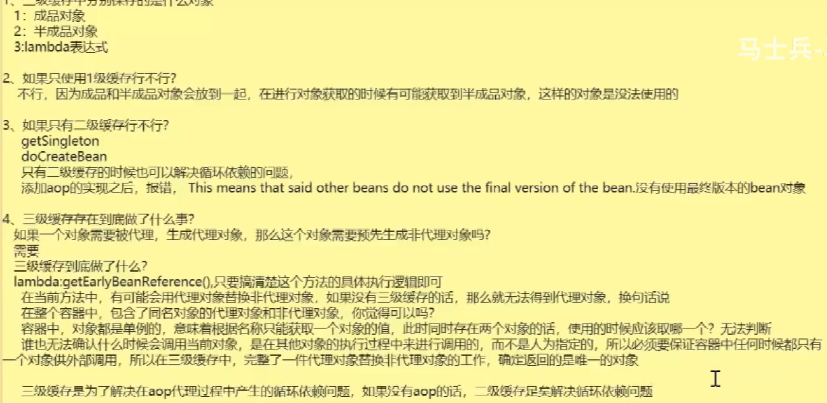 1、三级缓存中分别保存的是什么对象
1：成品对象
2：半成品对象
3:lambda表达式
马士兵
2、如果只使用1级缓存行不行？
不行，因为成品和半成品对象会放到一起，在进行对象获取的时候有可能获取到半成品对象，这样的对象是没法使用的
3、如果只有二级缓存行不行？
getSingleton
doCreateBean
只有二级缓存的时候也可以解决循环依赖的问题，
添加aop的实现之后，报错， This means that said other beans do not use the final version of the bean.没有使用最终版本的bean对象
4、三级缓存存在到底做了什么事？
如果一个对象需要被代理，生成代理对象，那么这个对象需要预先生成非代理对象吗？
需要
三级缓存到底做了什么？
lambda:getEarlyBeanReference(),只要搞清楚这个方法的具体执行逻辑即可
在当前方法中，有可能会用代理对象替换非代理对象，如果没有三级缓存的话，那么就无法得到代理对象，换句话说
在整个容器中，包含了同名对象的代理对象和非代理对象，你觉得可以吗？
容器中，对象都是单例的，意味着根据名称只能获取一个对象的值，此时同时存在两个对象的话，使用的时候应该取哪一个？无法判断
谁也无法确认什么时候会调用当前对象，是在其他对象的执行过程中来进行调用的，而不是人为指定的，所以必须要保证容器中任何时候都只有
一个对象供外部调用，所以在三级缓存中，完整了一件代理对象替换非代理对象的工作，确定返回的是唯一的对象
三级缓存是为了解决在aop代理过程中产生的循环依赖问题，如果没有aop的话，二级缓存足矣解决循环依赖问题